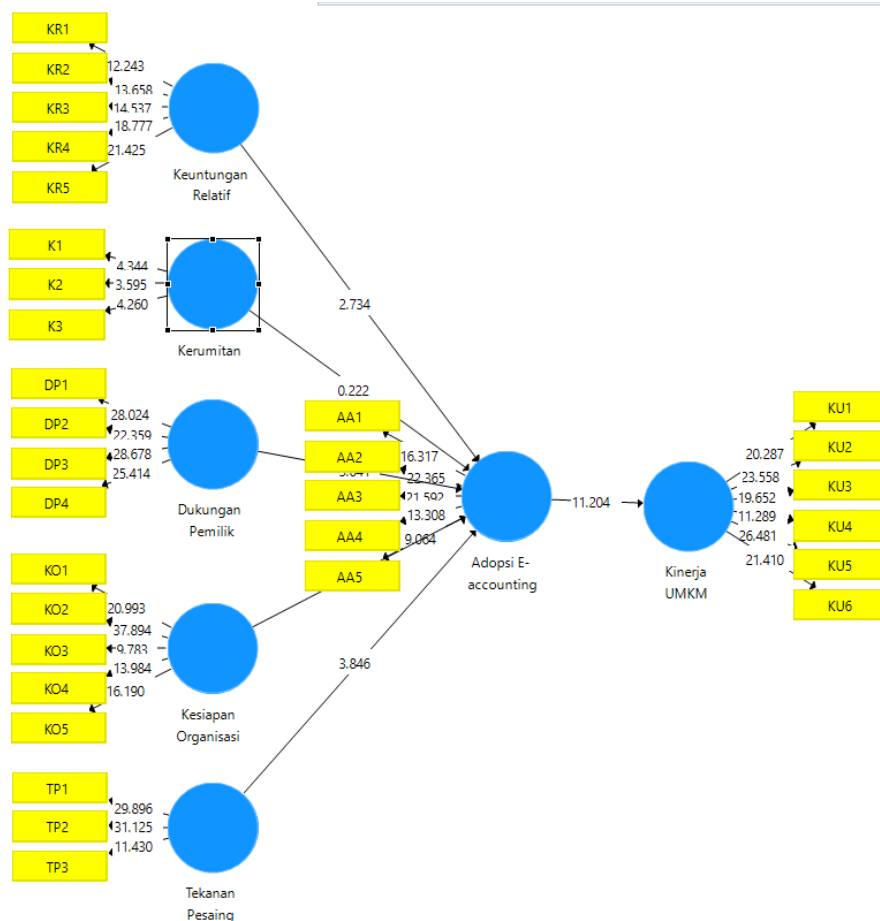 KR1
KR2
KR3
KR4
KR5
12.243
13.658
14.537
18.777
21.425
Keuntungan
Relatif
K1
K2
K3
4.344
3.595
4.260
Kerumitan
DP1
DP2
DP3
DP4
28.024
22.359
28.678
25.414
Dukungan
Pemilik
KO1
KO2
KO3
KO4
KO5
20.993
37.894
9.783
13.984
16.190
Kesiapan
Organisasi
TP1
TP2
TP3
29.896
31.125
11.430
Tekanan
Pesaing
2.734
0.222
3.846
AA1
AA2
AA3
AA4
AA5
16.317
22.365
21.592
13.308
9.064
Adopsi E-
accounting
11.204
Kinerja
UMKM
20.287
23.558
19.652
11.289
26.481
21.410
KU1
KU2
KU3
KU4
KU5
KU6